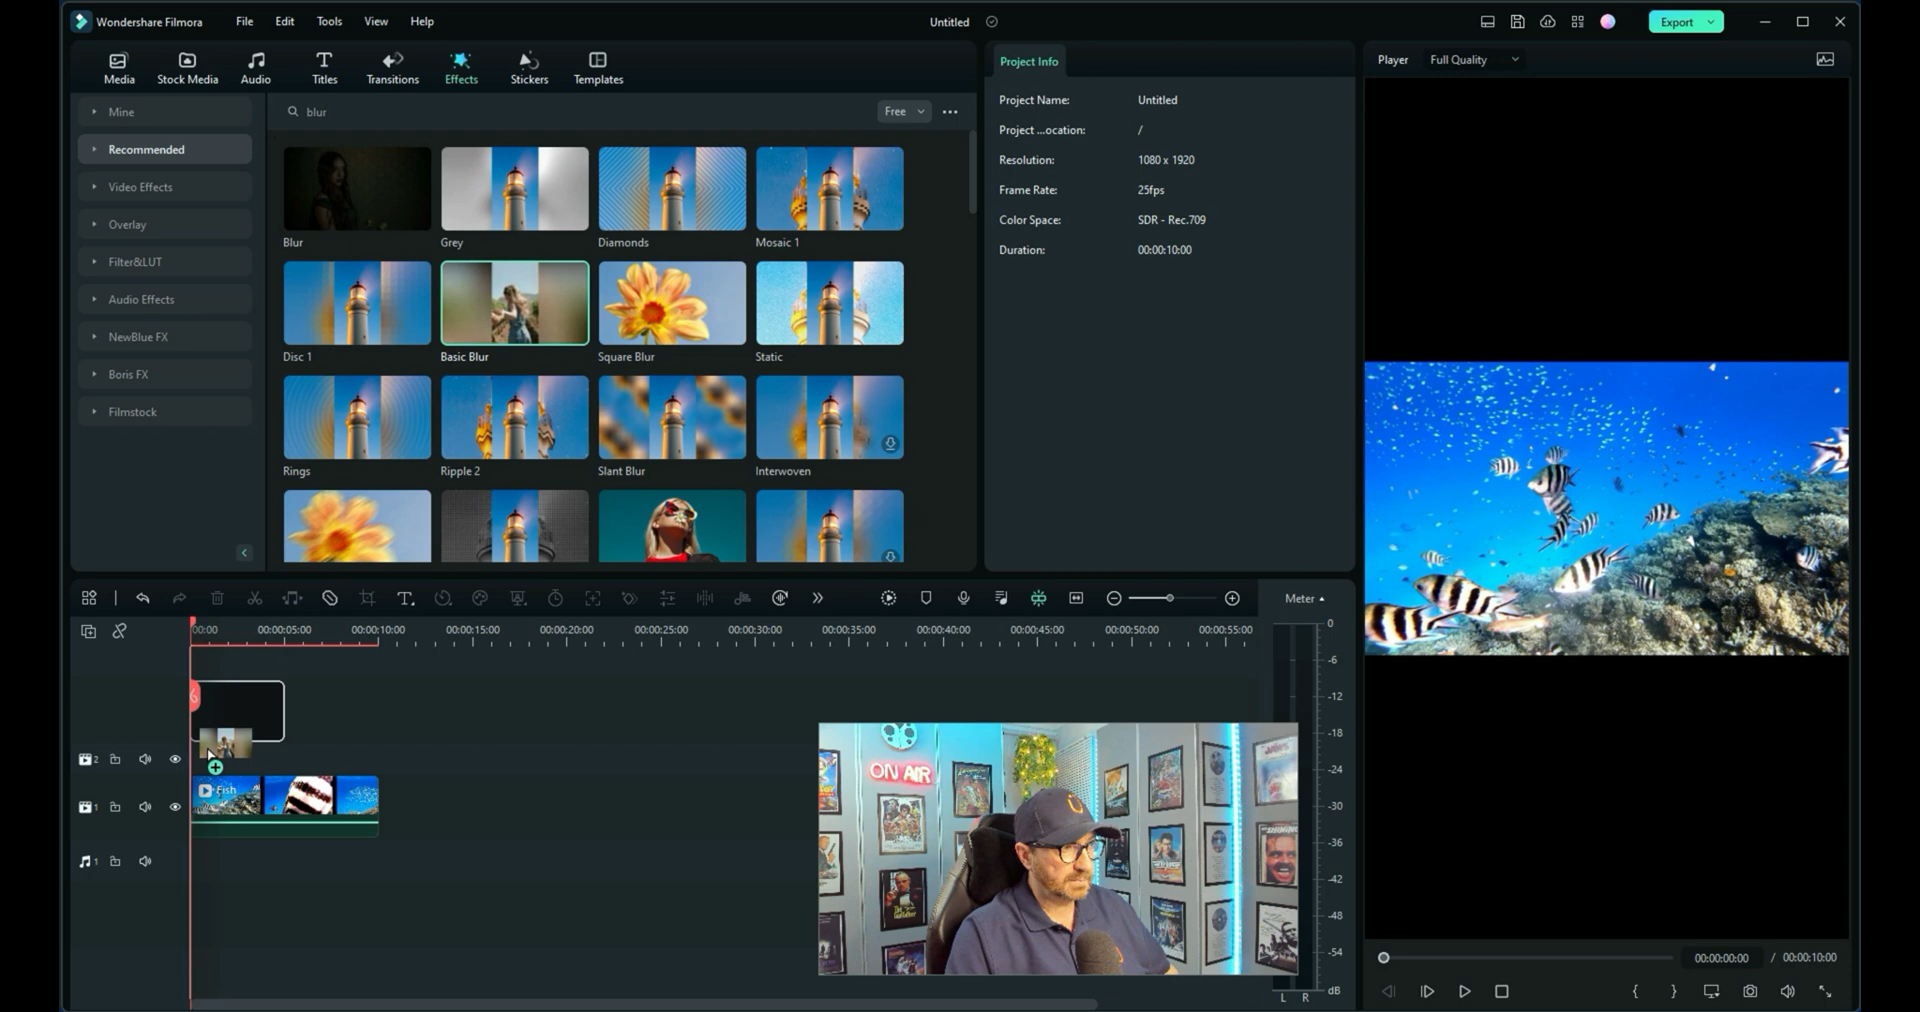 Wondershare Filmora File Edit Tools View Help
Untitled
Export
Media Stock Media Audio Titles Transitions Effects Stickers Templates
Mine
Recommended
Video Effects
Overlay
Filter&LUT
Audio Effects
NewBlue FX
Boris FX
Filmstock
blur
Free
Blur Grey Diamonds Mosaic 1
Disc 1 Basic Blur Square Blur Static
Rings Ripple 2 Slant Blur Interwoven
Project Info
Project Name: Untitled
Project ...ocation: /
Resolution: 1080 x 1920
Frame Rate: 25fps
Color Space: SDR - Rec.709
Duration: 00:00:10:00
Player Full Quality
Meter
00:00 00:00:05:00 00:00:10:00 00:00:15:00 00:00:20:00 00:00:25:00 00:00:30:00 00:00:35:00 00:00:40:00 00:00:45:00 00:00:50:00 00:00:55:00
2
1
Fish
1
0
-6
-12
-18
-24
-30
-36
-42
-48
-54
dB
L R
ON AIR
00:00:00:00 / 00:00:10:00